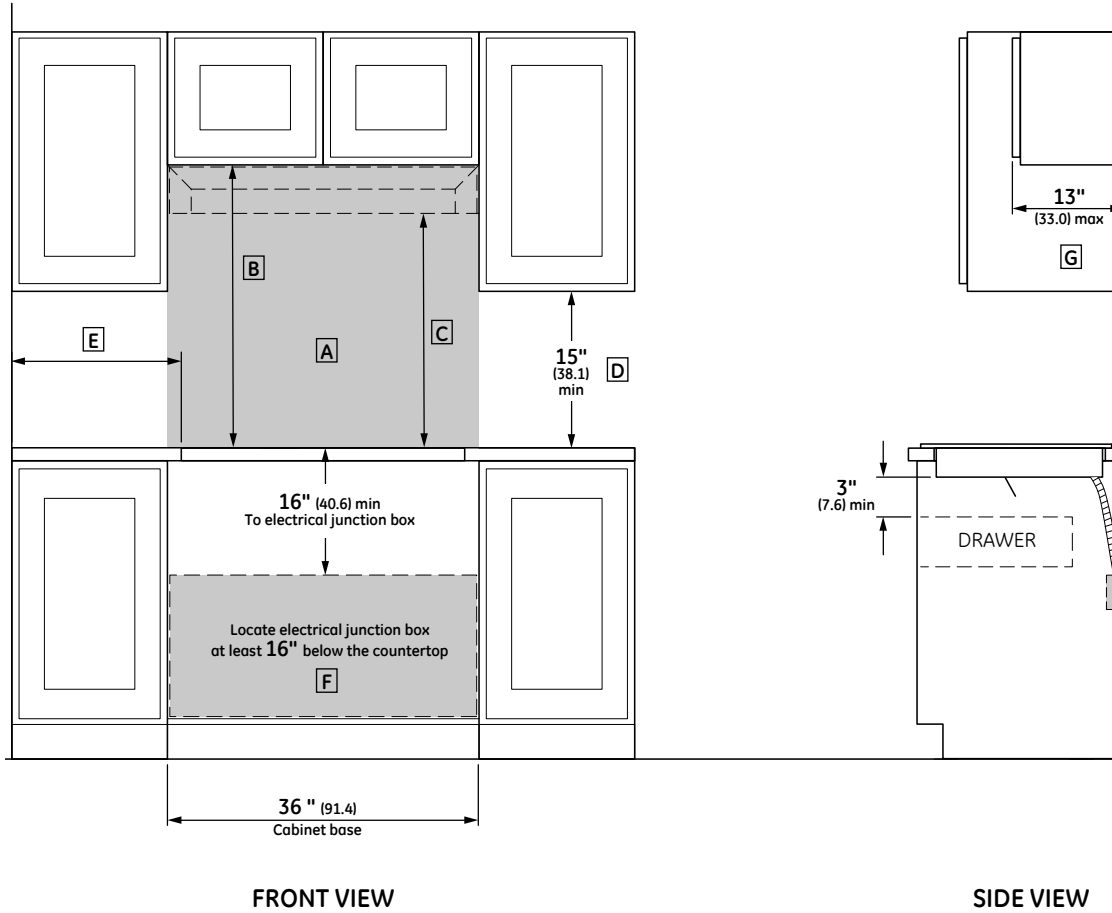 13"
(33.0) max
B
G
E
C
A
15"
(38.1)
min
D
16" (40.6) min
To electrical junction box
3"
(7.6) min
DRAWER
Locate electrical junction box
at least 16" below the countertop
F
36 " (91.4)
Cabinet base
FRONT VIEW
SIDE VIEW